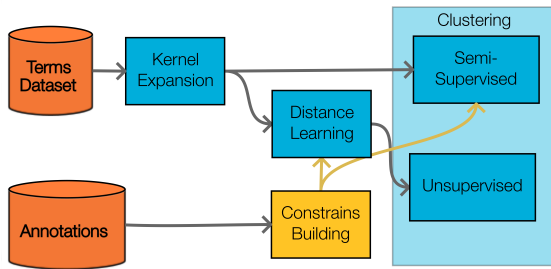 Clustering
Terms
Dataset
Kernel
Expansion
Semi-
Supervised
Distance
Learning
Unsupervised
Annotations
Constrains
Building